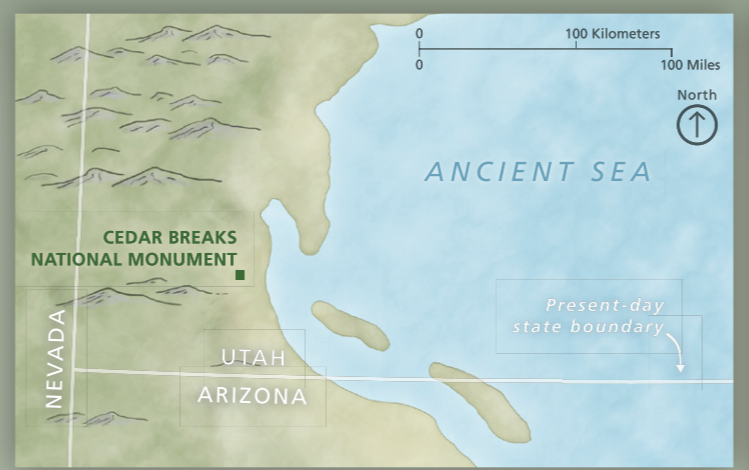 0 100 Kilometers
0 100 Miles
North
ANCIENT SEA
CEDAR BREAKS
NATIONAL MONUMENT
Present-day
state boundary
NEVADA
UTAH
ARIZONA